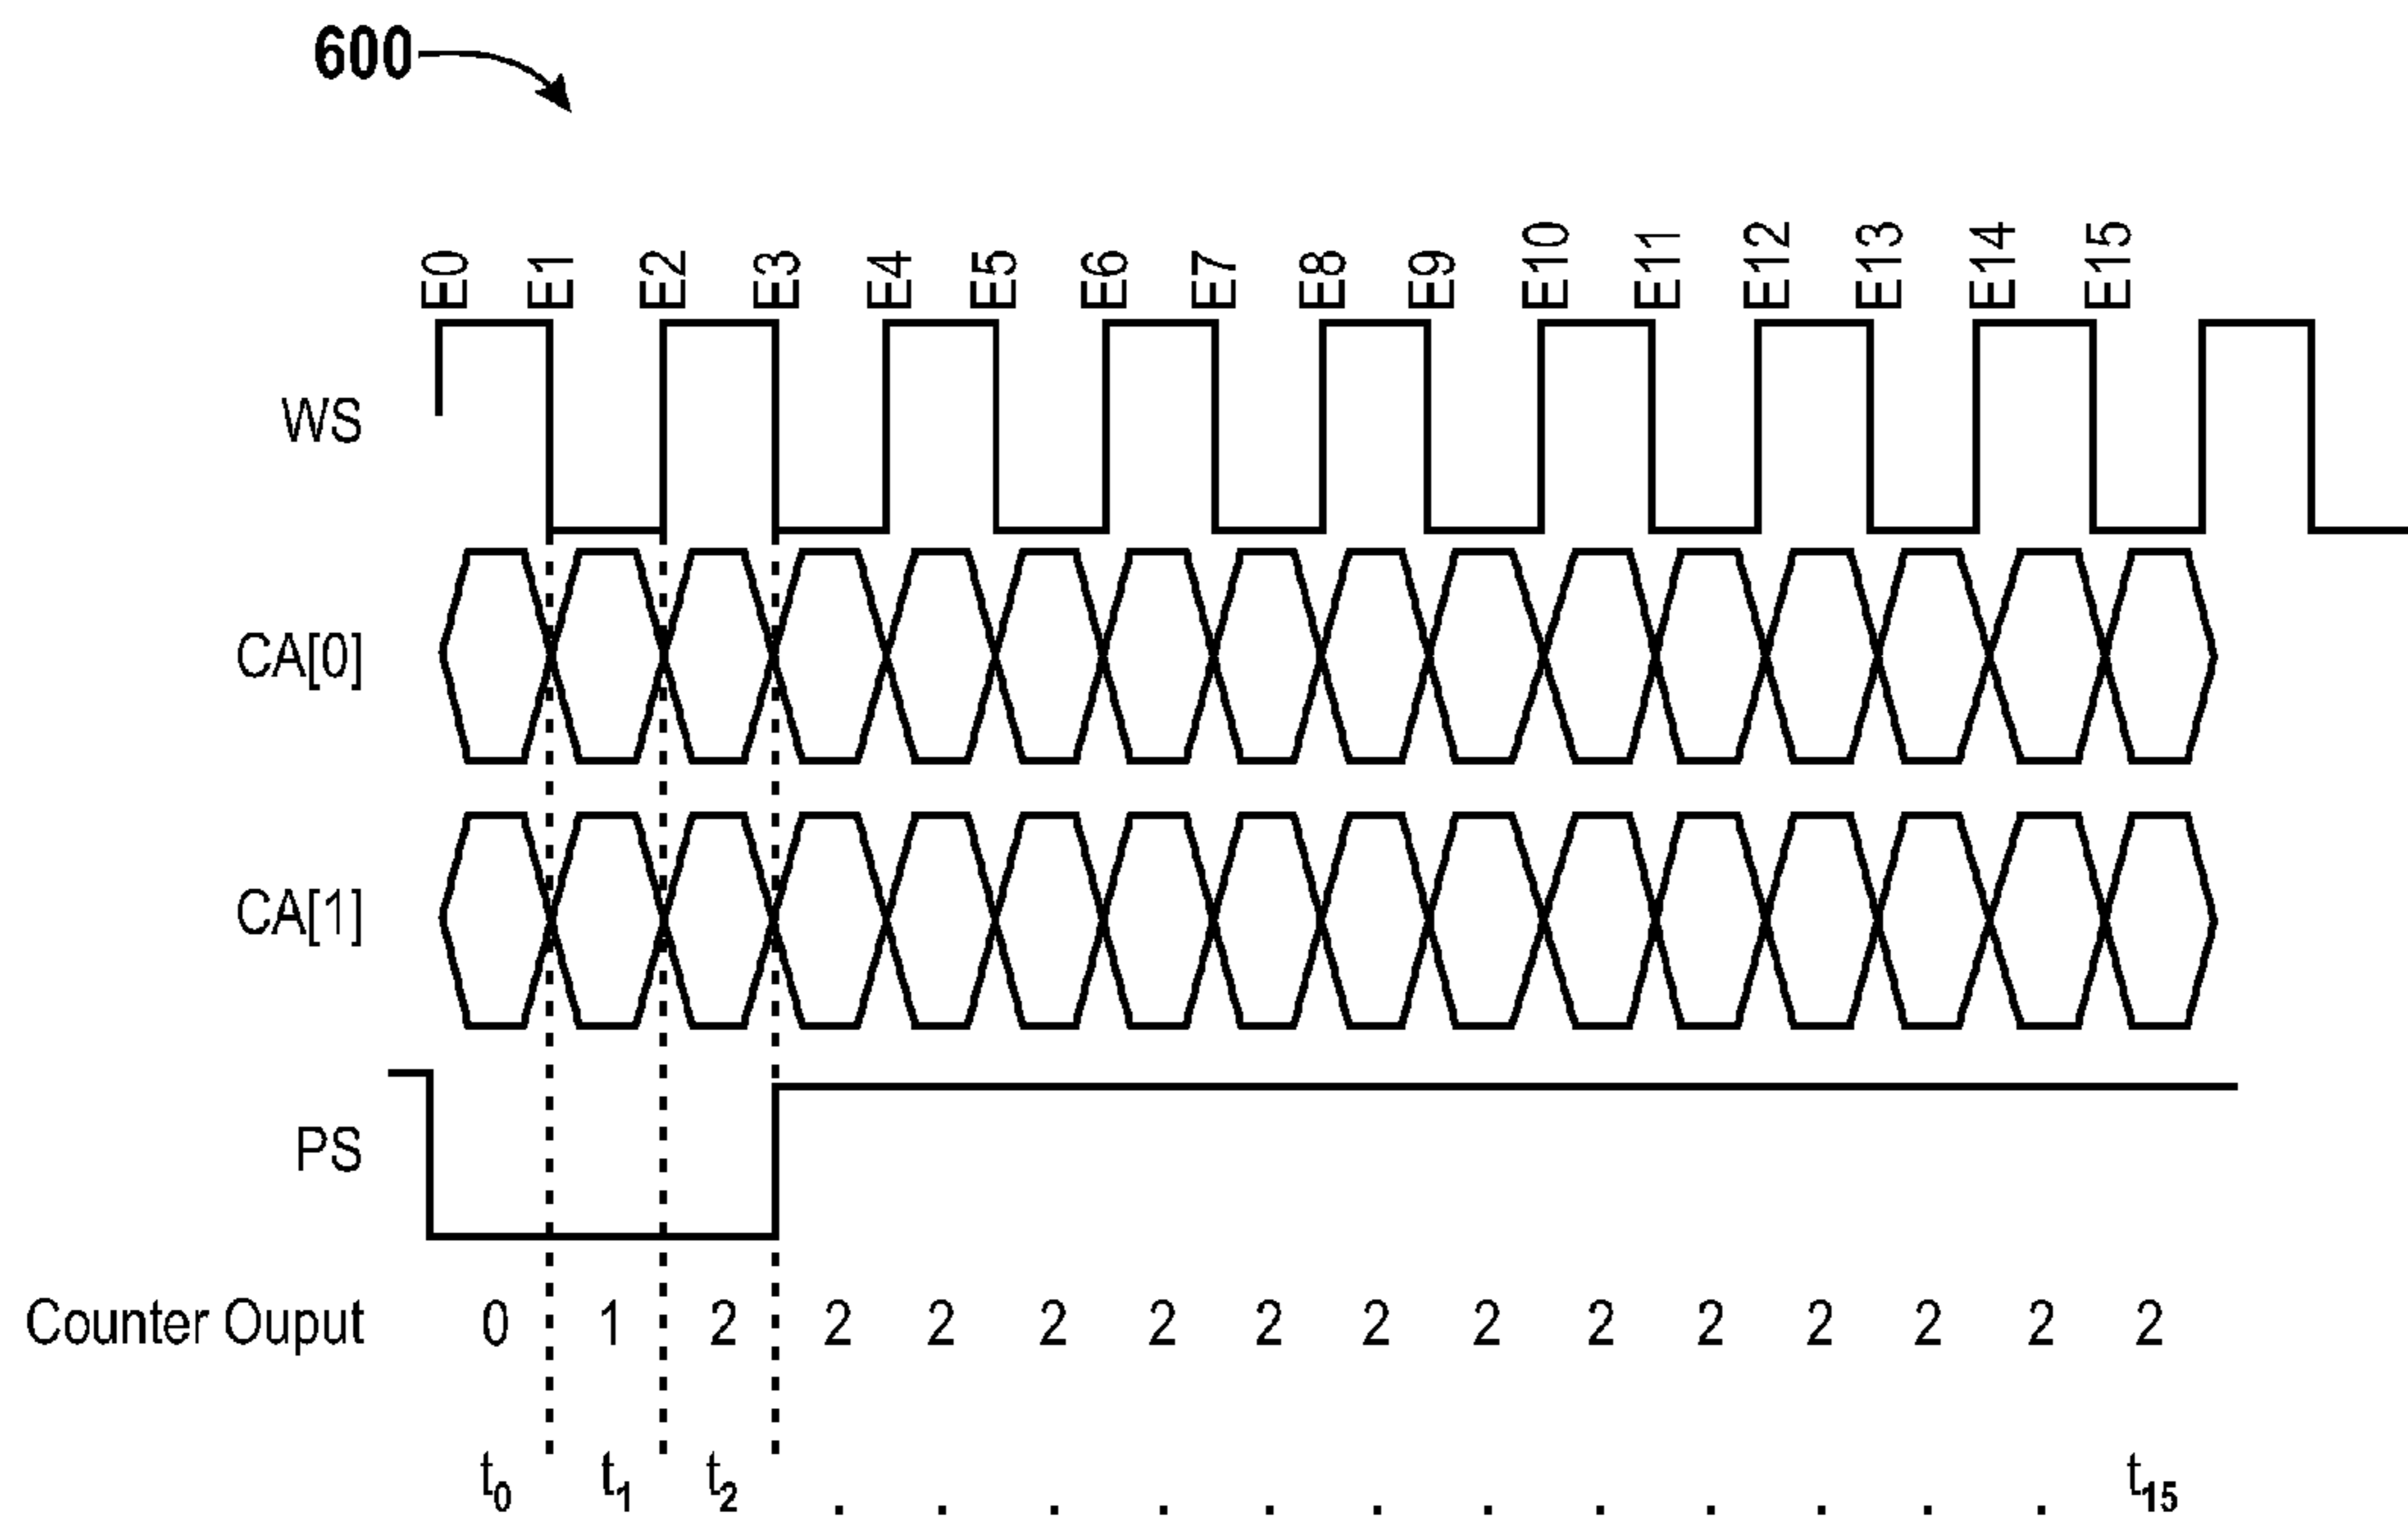 600
E0 E1 E2 E3 E4 E5 E6 E7 E8 E9 E10 E11 E12 E13 E14 E15
WS
CA[0]
CA[1]
PS
Counter Ouput 0 1 2 2 2 2 2 2 2 2 2 2 2 2 2 2
t0 t1 t2 . . . . . . . . . . . . t15